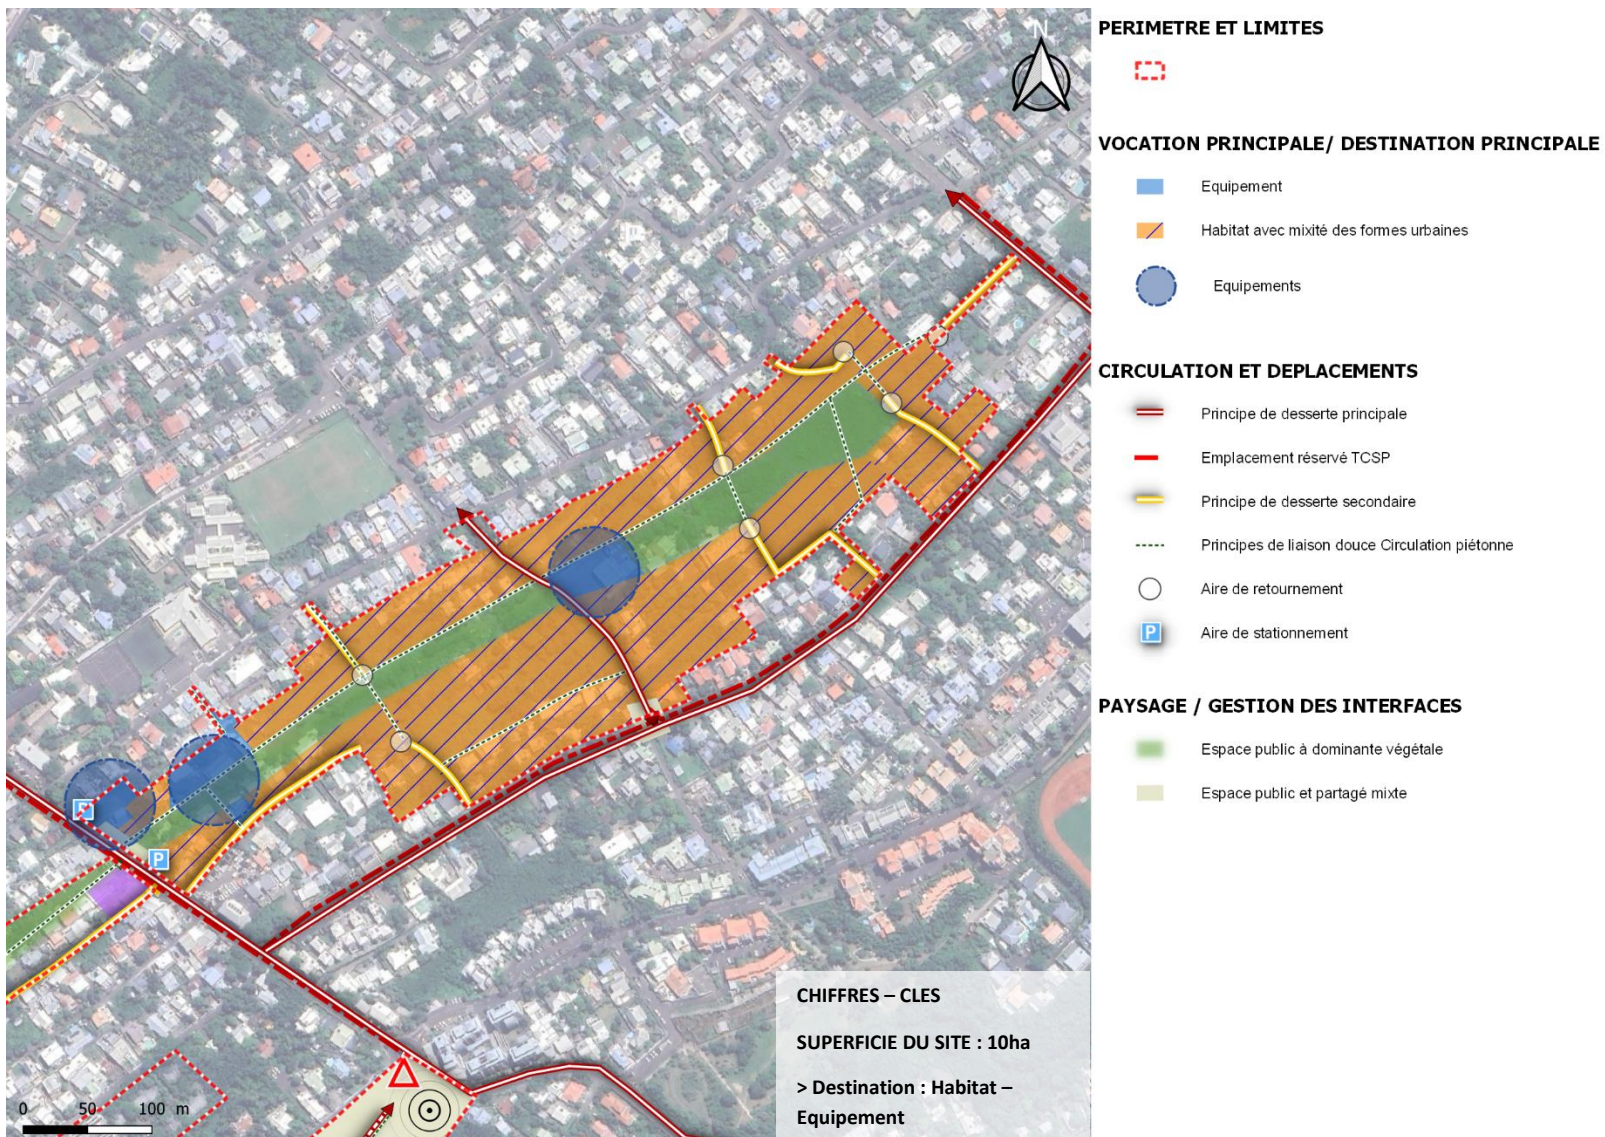 N
PERIMETRE ET LIMITES
VOCATION PRINCIPALE/ DESTINATION PRINCIPALE
Equipement
Habitat avec mixité des formes urbaines
Equipements
CIRCULATION ET DEPLACEMENTS
Principe de desserte principale
Emplacement réservé TCSP
Principe de desserte secondaire
Principes de liaison douce Circulation piétonne
Aire de retournement
P
Aire de stationnement
PAYSAGE / GESTION DES INTERFACES
Espace public à dominante végétale
Espace public et partagé mixte
P
P
CHIFFRES – CLES
SUPERFICIE DU SITE : 10ha
> Destination : Habitat –
Equipement
0 50 100 m